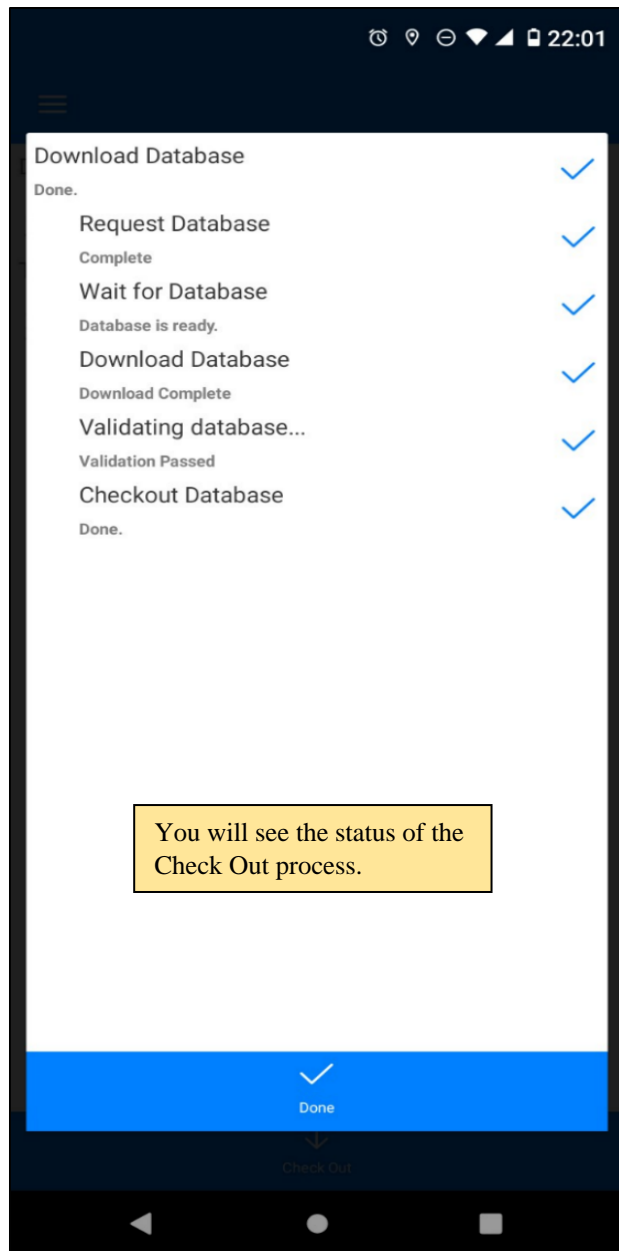 22:01
Download Database
Done.
Request Database
Complete
Wait for Database
Database is ready.
Download Database
Download Complete
Validating database...
Validation Passed
Checkout Database
Done.
You will see the status of the
Check Out process.
Done
Check Out